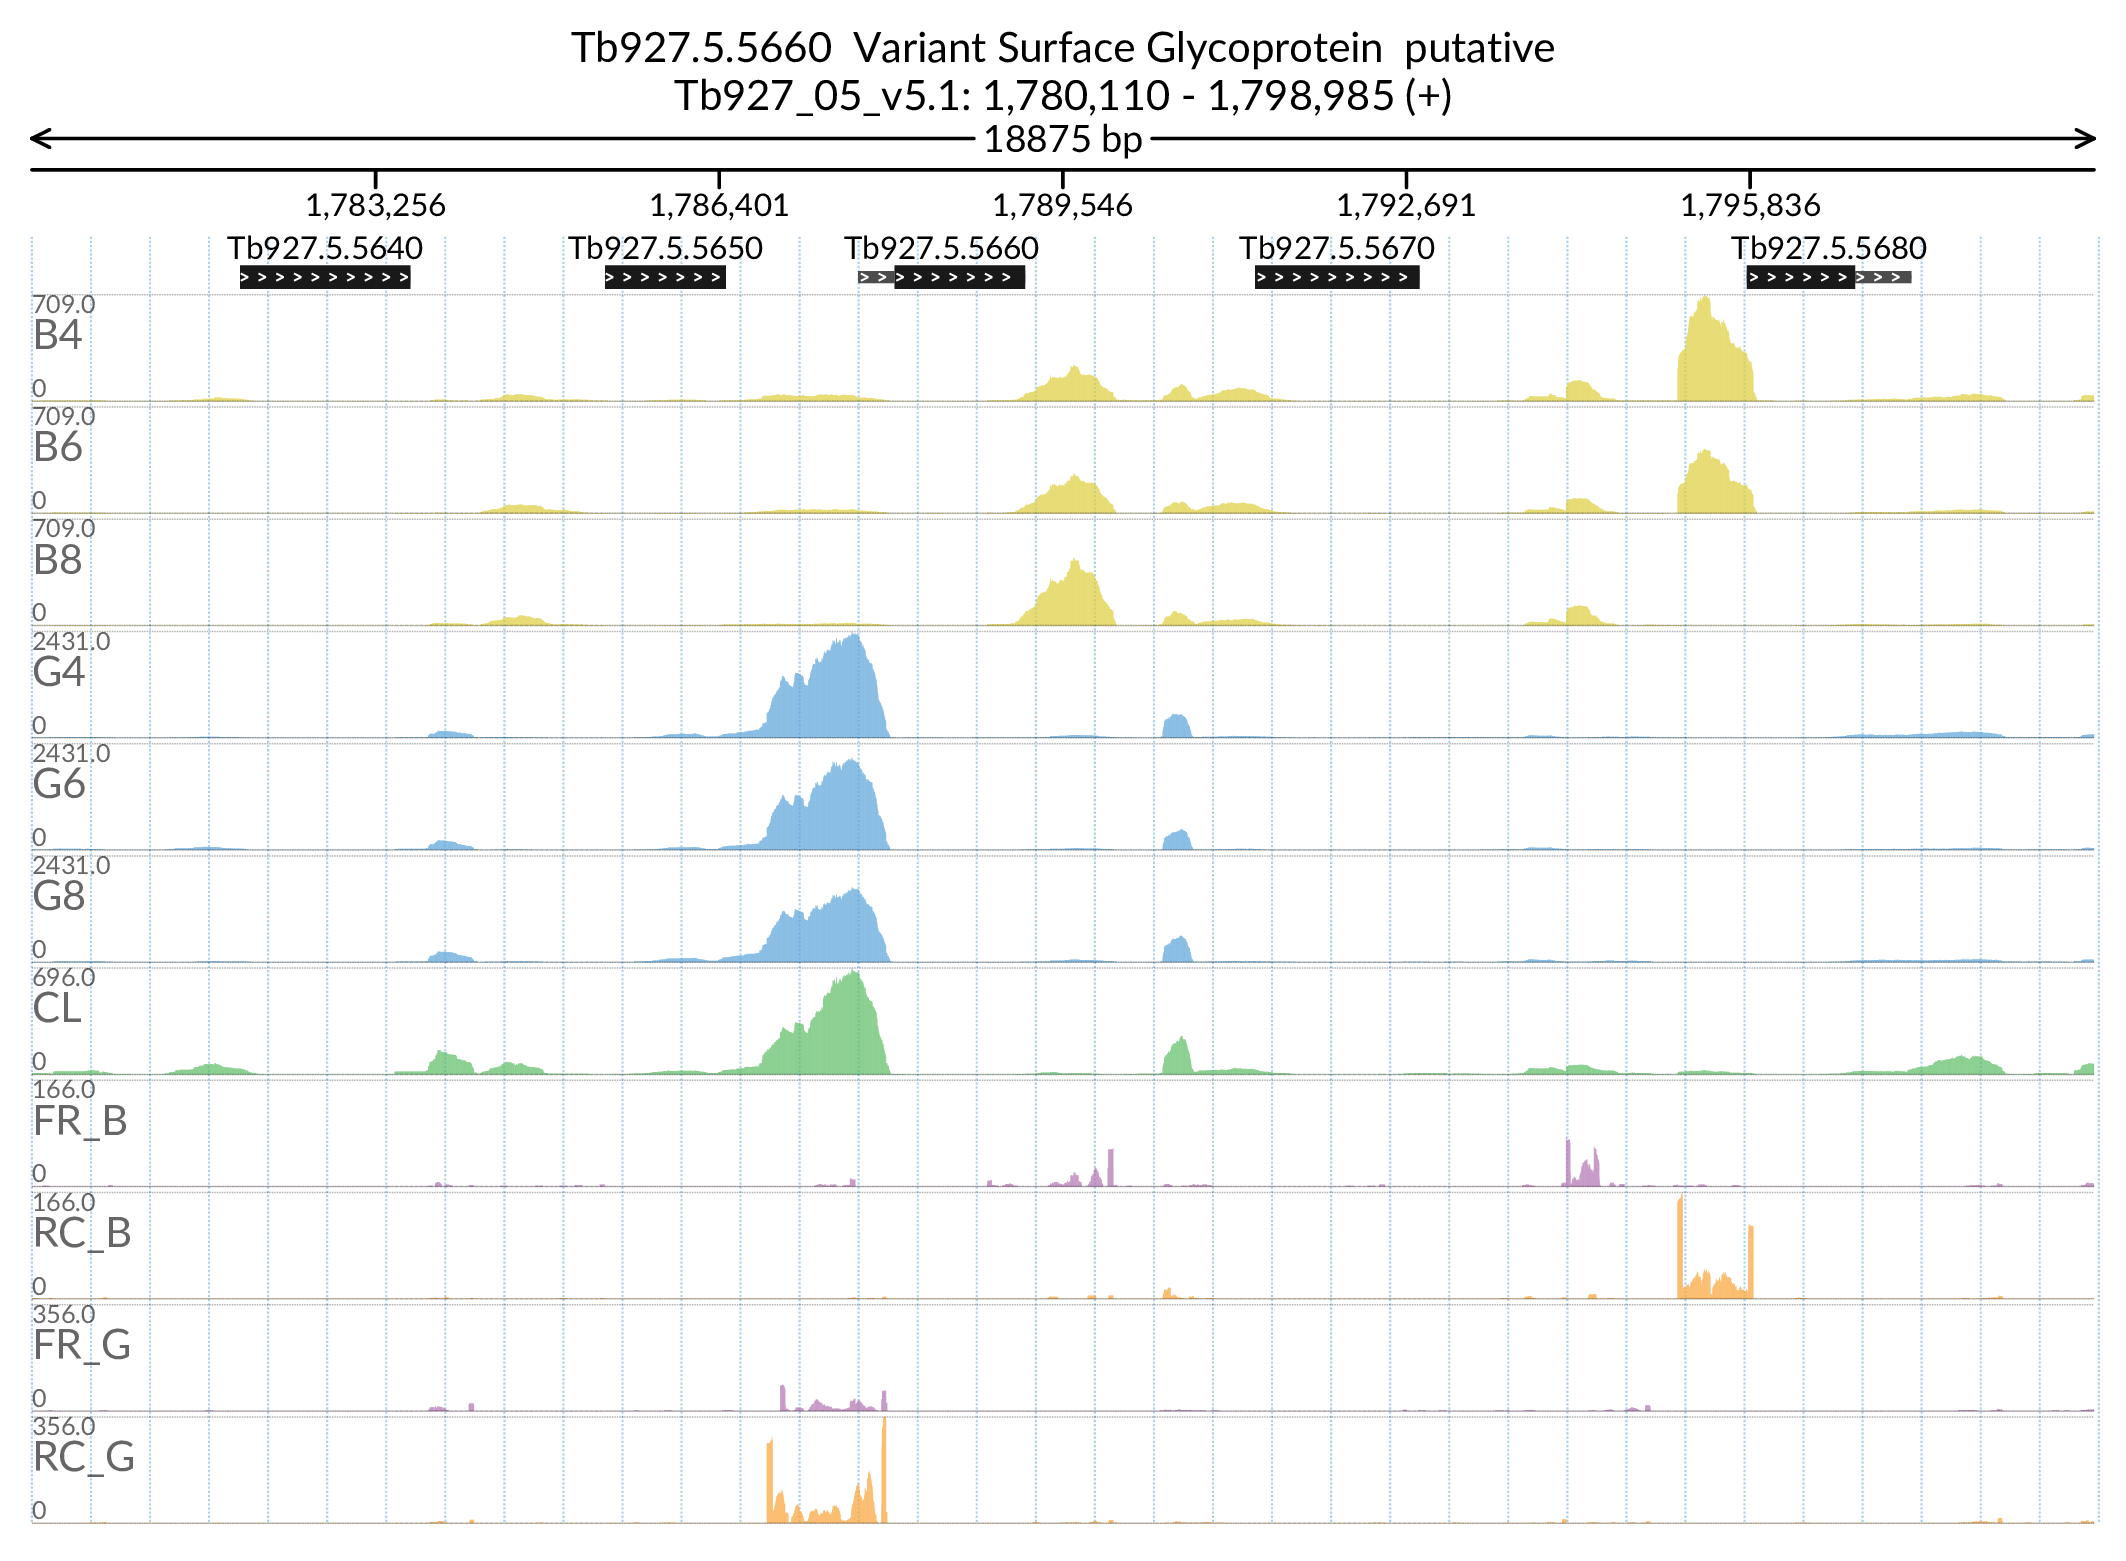 Tb927.5.5660  Variant Surface Glycoprotein  putative
Tb927_05_v5.1: 1,780,110 - 1,798,985 (+)
18875 bp
1,783,256 1,786,401 1,789,546 1,792,691 1,795,836
Tb927.5.5640 Tb927.5.5650 Tb927.5.5660 Tb927.5.5670 Tb927.5.5680
709.0
B4
0
709.0
B6
0
709.0
B8
0
2431.0
G4
0
2431.0
G6
0
2431.0
G8
0
696.0
CL
0
166.0
FR_B
0
166.0
RC_B
0
356.0
FR_G
0
356.0
RC_G
0